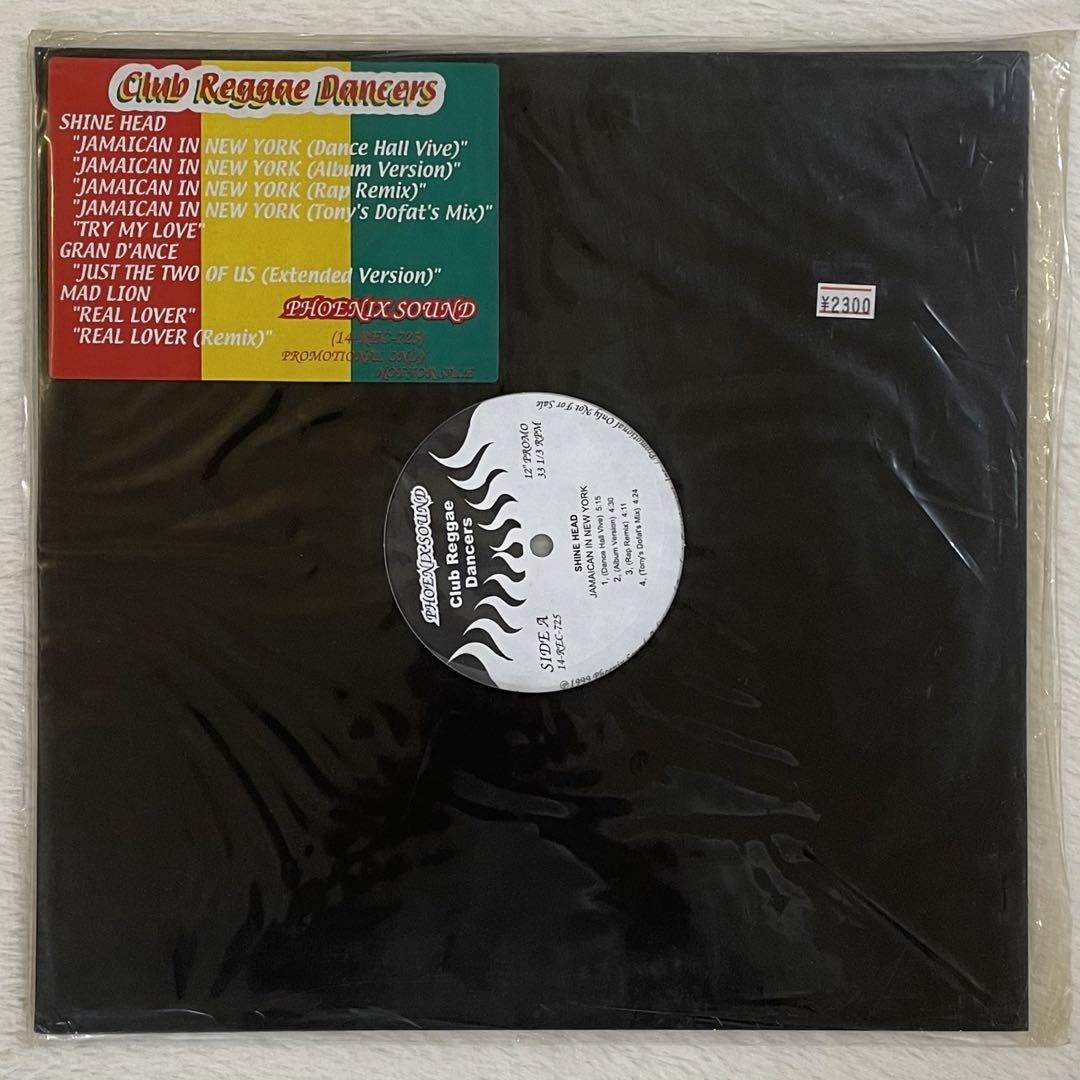 Club Reggae Dancers
SHINE HEAD
"JAMAICAN IN NEW YORK (Dance Hall Vive)"
"JAMAICAN IN NEW YORK (Album Version)"
"JAMAICAN IN NEW YORK (Rap Remix)"
"JAMAICAN IN NEW YORK (Tony's Dofat's Mix)"
"TRY MY LOVE"
GRAN D'ANCE
"JUST THE TWO OF US (Extended Version)"
MAD LION
"REAL LOVER"
"REAL LOVER (Remix)"
PHOENIX SOUND
(14-REC-725)
PROMOTIONAL ONLY
NOT FOR SALE
¥2300
PHOENIX SOUND
Club Reggae
Dancers
12" PROMO
33 1/3 RPM
SIDE A
14-REC-725
SHINE HEAD
JAMAICAN IN NEW YORK
1, (Dance Hall Vive) 5:15
2, (Album Version) 4:30
3, (Rap Remix) 4:11
4, (Tony's Dofat's Mix) 4:24
Promotional Only Not For Sale
℗1999